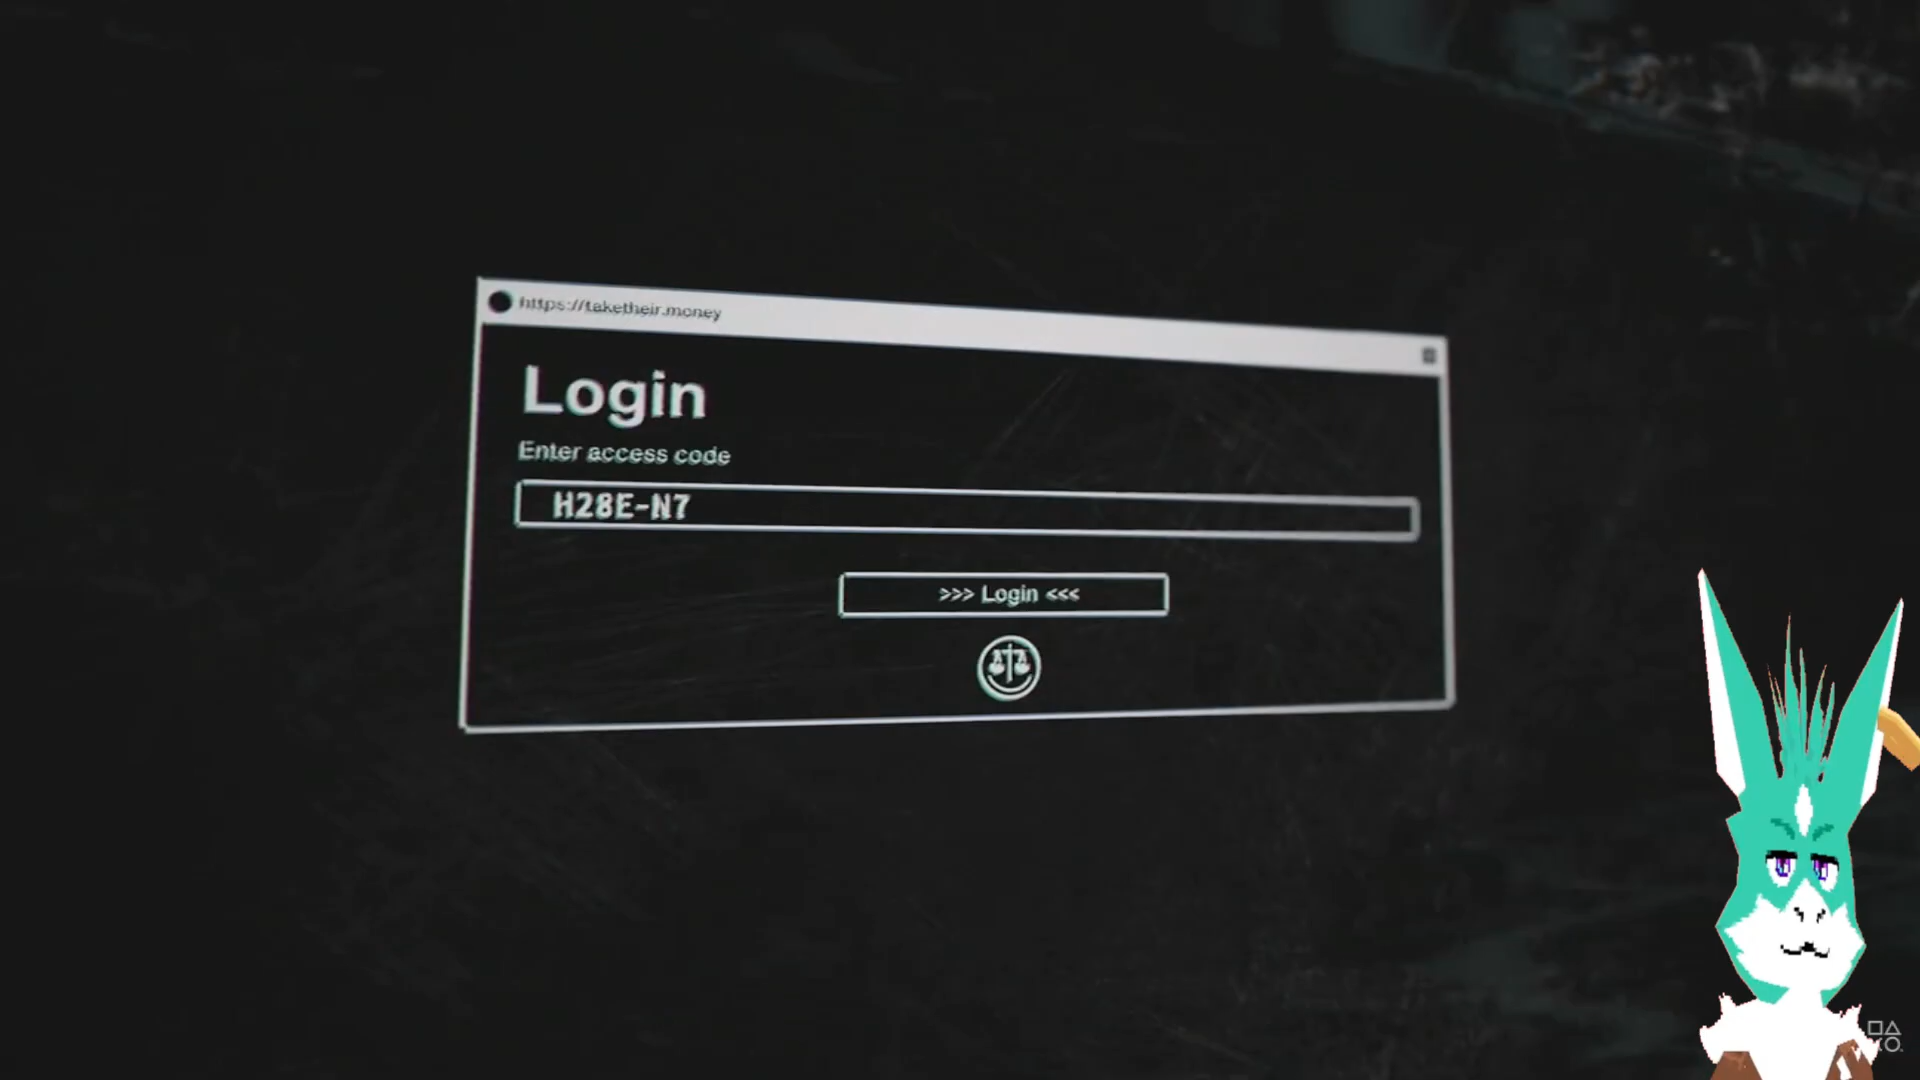 https://taketheir.money
Login
Enter access code
H28E-N7
>>> Login <<<